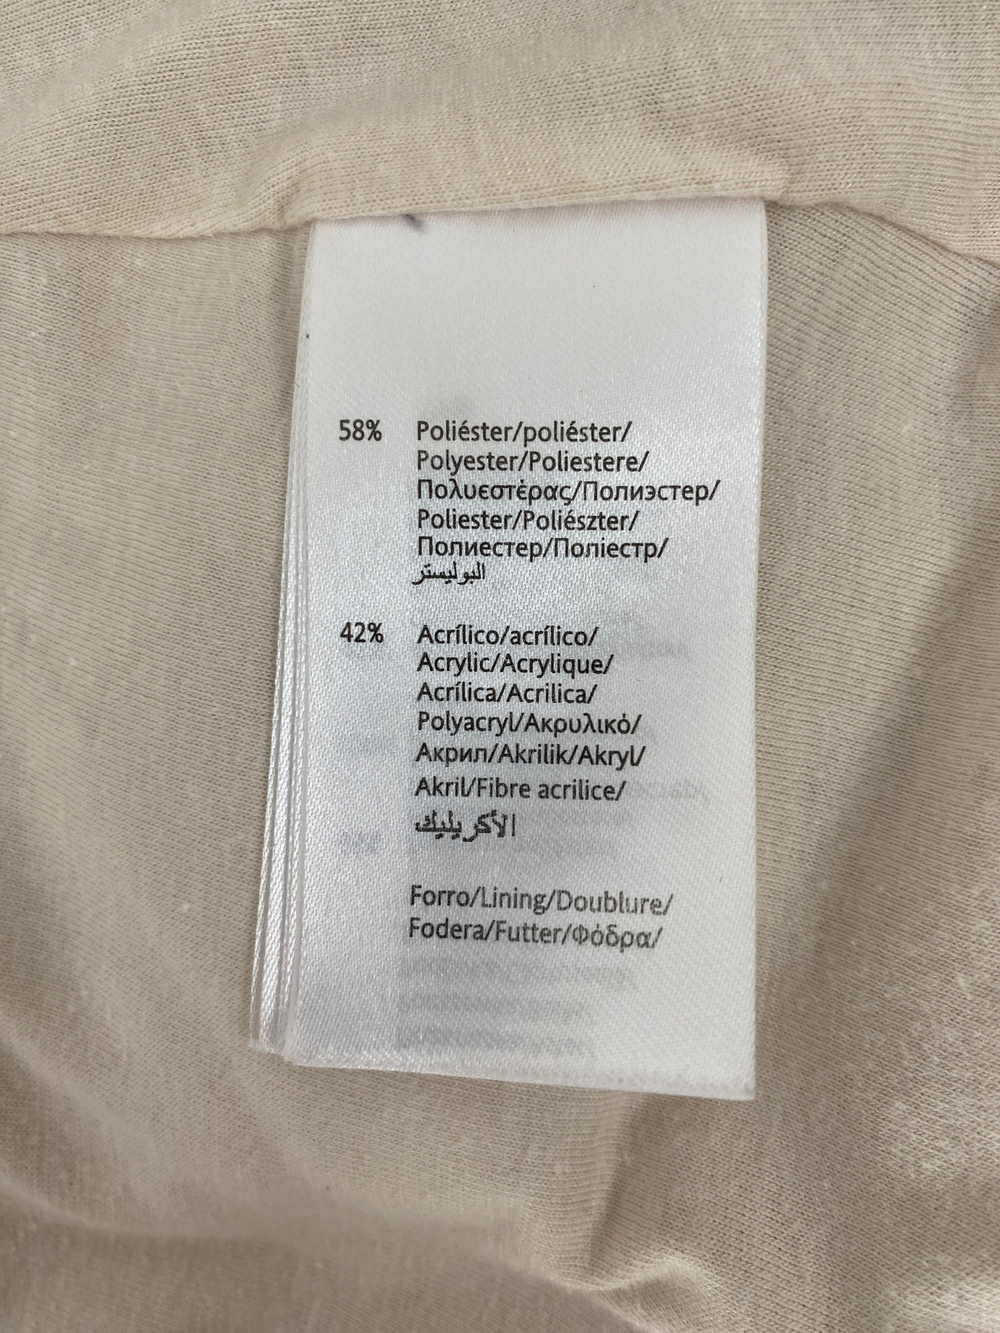 58% Poliéster/poliéster/
Polyester/Poliestere/
Πολυεστέρας/Полиэстер/
Poliester/Poliészter/
Полиестер/Поліестр/
البوليستر
42% Acrílico/acrílico/
Acrylic/Acrylique/
Acrílica/Acrilica/
Polyacryl/Ακρυλικό/
Акрил/Akrilik/Akryl/
Akril/Fibre acrilice/
الأكريليك
Forro/Lining/Doublure/
Fodera/Futter/Φόδρα/